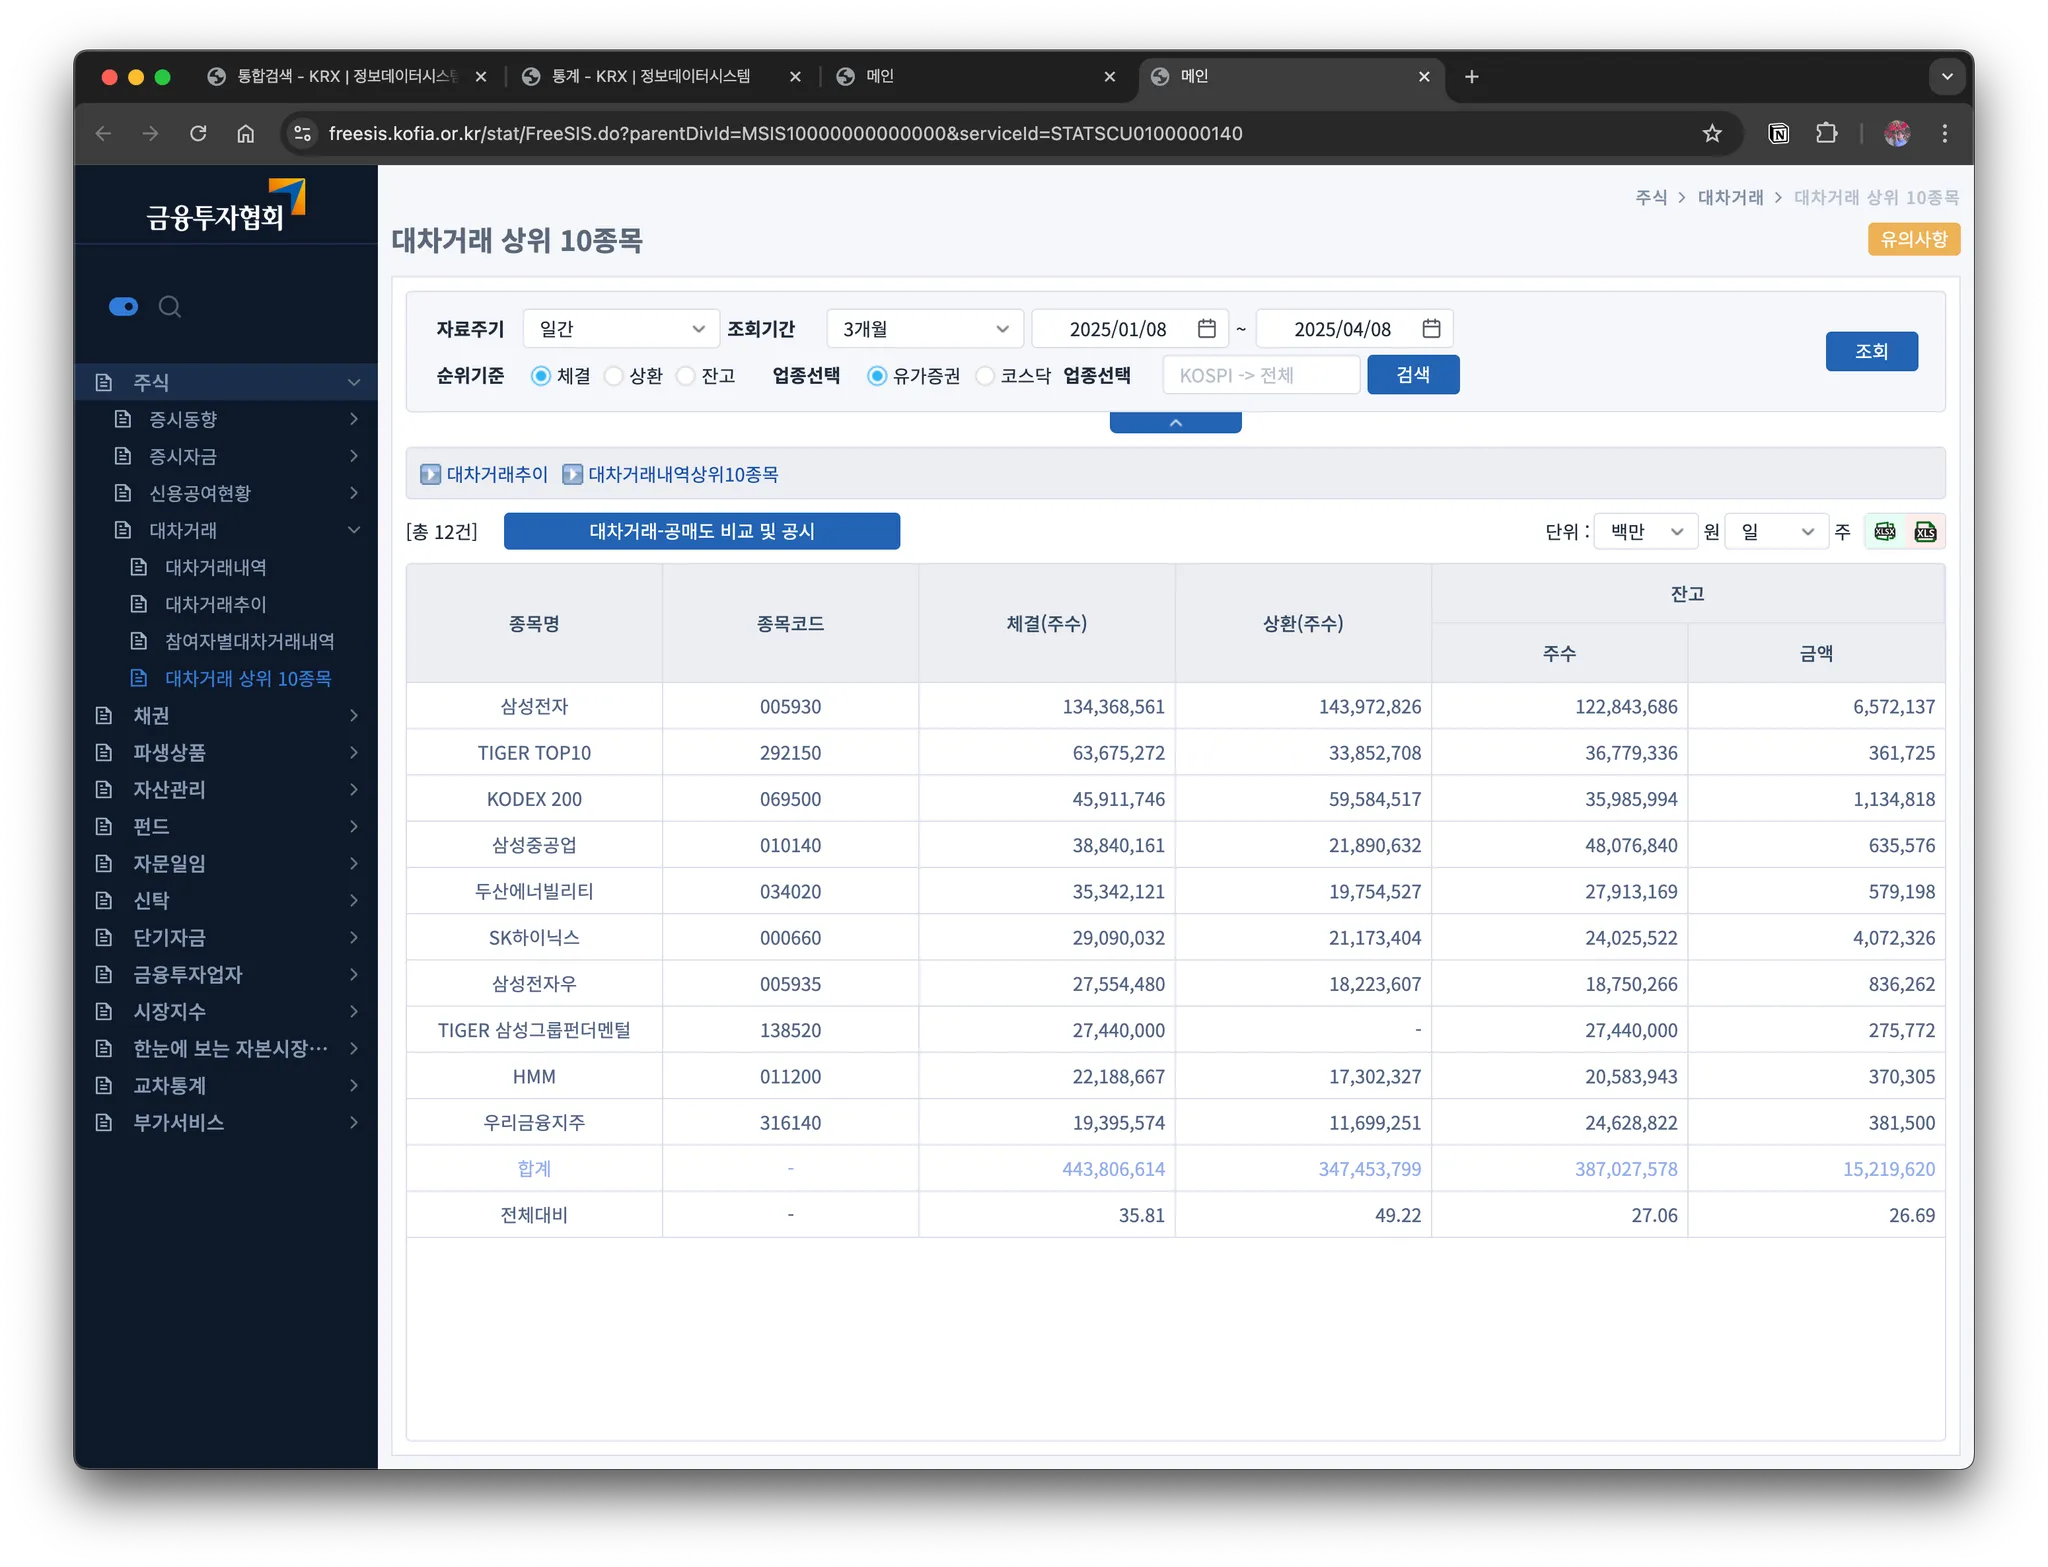 통합검색 - KRX | 정보데이터시스템
통계 - KRX | 정보데이터시스템
메인
메인
freesis.kofia.or.kr/stat/FreeSIS.do?parentDivId=MSIS10000000000000&serviceId=STATSCU0100000140
금융투자협회
주식
증시동향
증시자금
신용공여현황
대차거래
대차거래내역
대차거래추이
참여자별대차거래내역
대차거래 상위 10종목
채권
파생상품
자산관리
펀드
자문일임
신탁
단기자금
금융투자업자
시장지수
한눈에 보는 자본시장…
교차통계
부가서비스
주식 > 대차거래 > 대차거래 상위 10종목
대차거래 상위 10종목
유의사항
자료주기 일간 조회기간 3개월 2025/01/08 ~ 2025/04/08
조회
순위기준 체결 상환 잔고 업종선택 유가증권 코스닥 업종선택 KOSPI -> 전체 검색
대차거래추이 대차거래내역상위10종목
[총 12건] 대차거래-공매도 비교 및 공시 단위 : 백만 원 일 주 XLSX XLS
종목명 종목코드 체결(주수) 상환(주수) 잔고
주수 금액
삼성전자 005930 134,368,561 143,972,826 122,843,686 6,572,137
TIGER TOP10 292150 63,675,272 33,852,708 36,779,336 361,725
KODEX 200 069500 45,911,746 59,584,517 35,985,994 1,134,818
삼성중공업 010140 38,840,161 21,890,632 48,076,840 635,576
두산에너빌리티 034020 35,342,121 19,754,527 27,913,169 579,198
SK하이닉스 000660 29,090,032 21,173,404 24,025,522 4,072,326
삼성전자우 005935 27,554,480 18,223,607 18,750,266 836,262
TIGER 삼성그룹펀더멘털 138520 27,440,000 - 27,440,000 275,772
HMM 011200 22,188,667 17,302,327 20,583,943 370,305
우리금융지주 316140 19,395,574 11,699,251 24,628,822 381,500
합계 - 443,806,614 347,453,799 387,027,578 15,219,620
전체대비 - 35.81 49.22 27.06 26.69